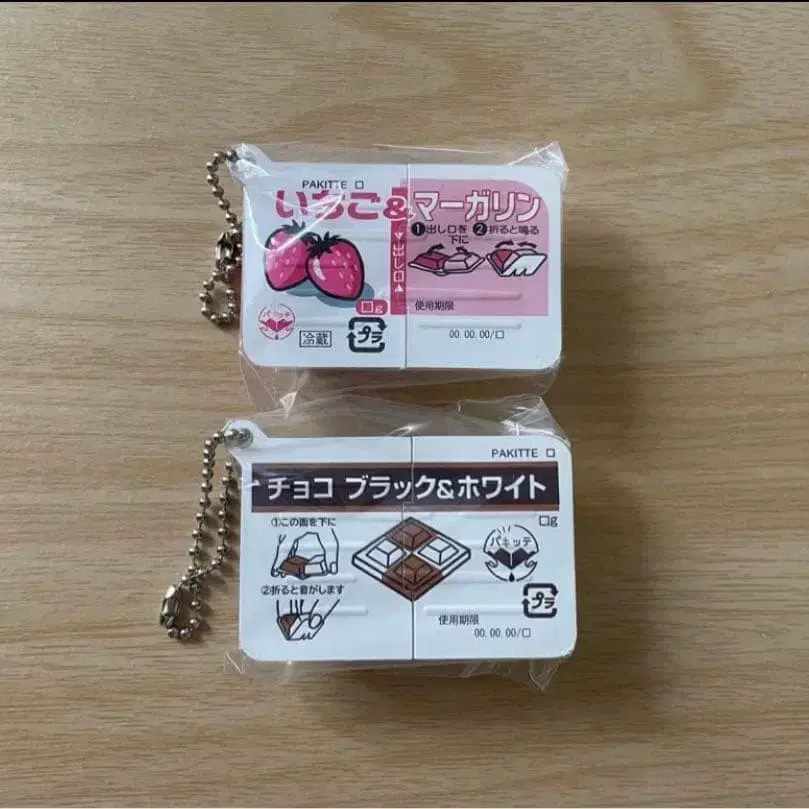 PAKITTE □
いちご&マーガリン
①出し口を下に
②折ると鳴る
▼出し口▲
□g
パキッテ
冷蔵
プラ
使用期限
00.00.00/□
PAKITTE □
チョコ ブラック&ホワイト
①この面を下に
□g
パキッテ
②折ると音がします
プラ
使用期限
00.00.00/□